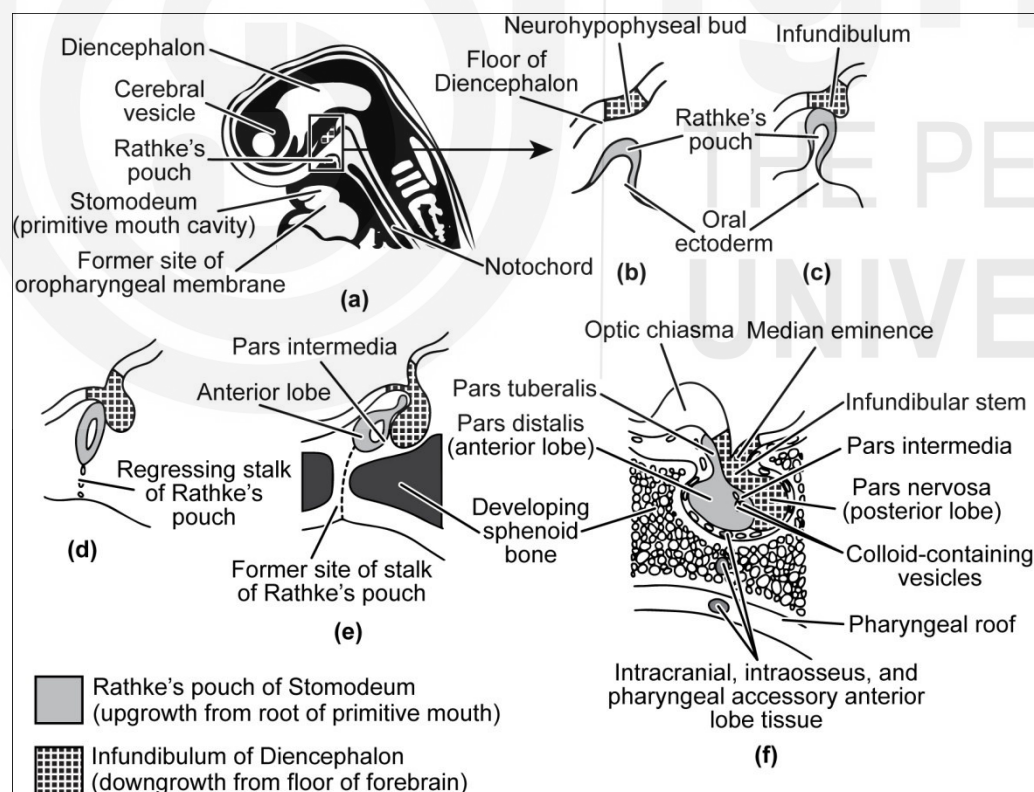 Diencephalon
Cerebral
vesicle
Rathke's
pouch
Stomodeum
(primitive mouth cavity)
Former site of
oropharyngeal membrane
Notochord
(a)
Neurohypophyseal bud
Floor of
Diencephalon
Infundibulum
Rathke's
pouch
Oral
ectoderm
(b)
(c)
THE PE
UNIVE
Regressing stalk
of Rathke's
pouch
(d)
Pars intermedia
Anterior lobe
Developing
sphenoid
bone
Former site of stalk
of Rathke's pouch
(e)
Optic chiasma
Median eminence
Pars tuberalis
Pars distalis
(anterior lobe)
Infundibular stem
Pars intermedia
Pars nervosa
(posterior lobe)
Colloid-containing
vesicles
Pharyngeal roof
Intracranial, intraosseus, and
pharyngeal accessory anterior
lobe tissue
(f)
Rathke's pouch of Stomodeum
(upgrowth from root of primitive mouth)
Infundibulum of Diencephalon
(downgrowth from floor of forebrain)